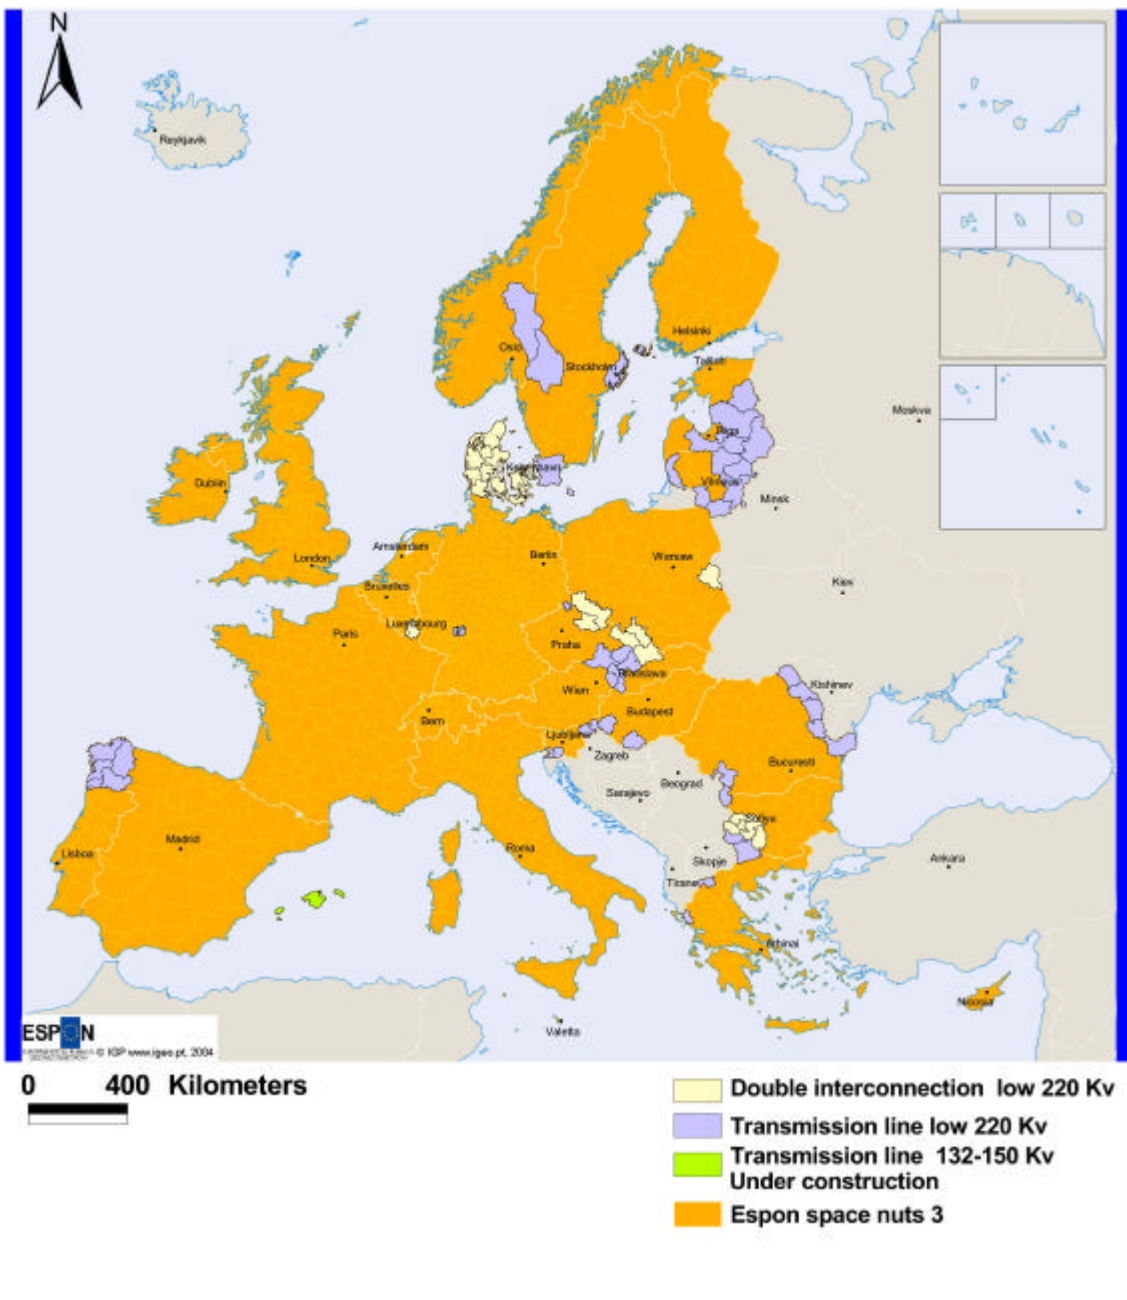 N
Reykjavik
Helsinki
Oslo
Tallinn
Stockholm
Moskva
Riga
København
Dublin
Vilnius
Minsk
Amsterdam
London
Berlin
Warsaw
Bruxelles
Kiev
Luxembourg
Paris
Praha
Bratislava
Wien
Kishinev
Budapest
Bern
Ljubljana
Zagreb
Bucuresti
Beograd
Sarajevo
Sofiya
Madrid
Roma
Lisboa
Skopje
Ankara
Tirane
Athinai
Nicosia
Valetta
ESPON
© IGP www.igeo.pt, 2004
0 400 Kilometers
Double interconnection low 220 Kv
Transmission line low 220 Kv
Transmission line 132-150 Kv
Under construction
Espon space nuts 3